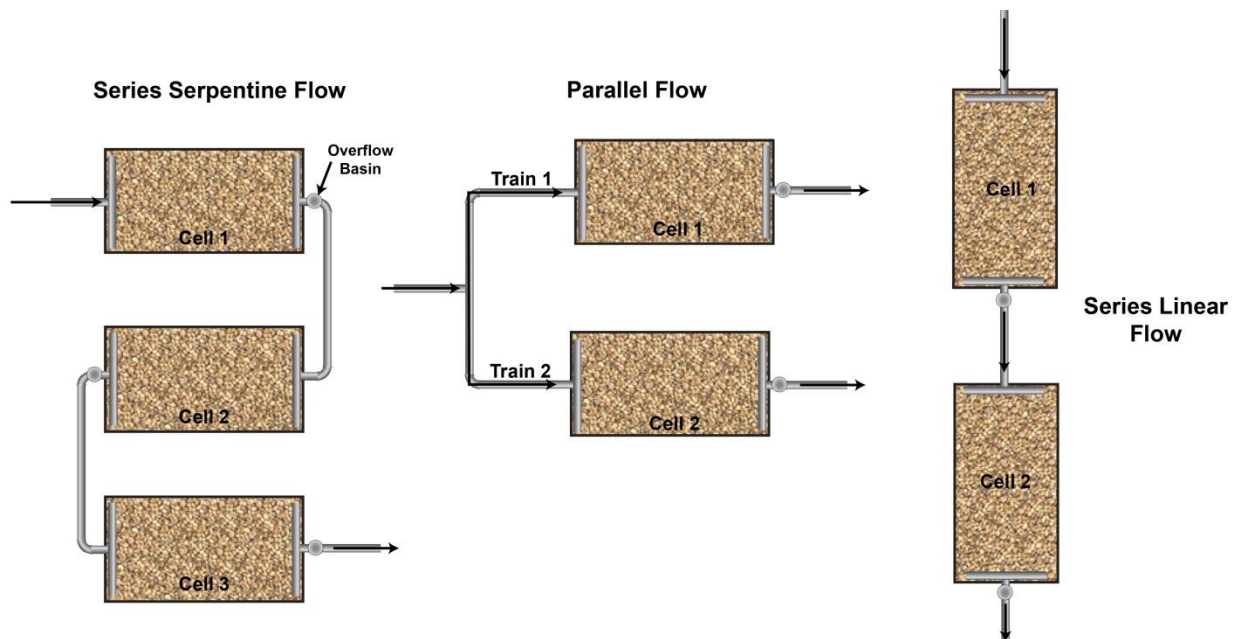 Series Serpentine Flow
Overflow
Basin
Cell 1
Cell 2
Cell 3
Parallel Flow
Train 1
Cell 1
Train 2
Cell 2
Cell 1
Series Linear
Flow
Cell 2